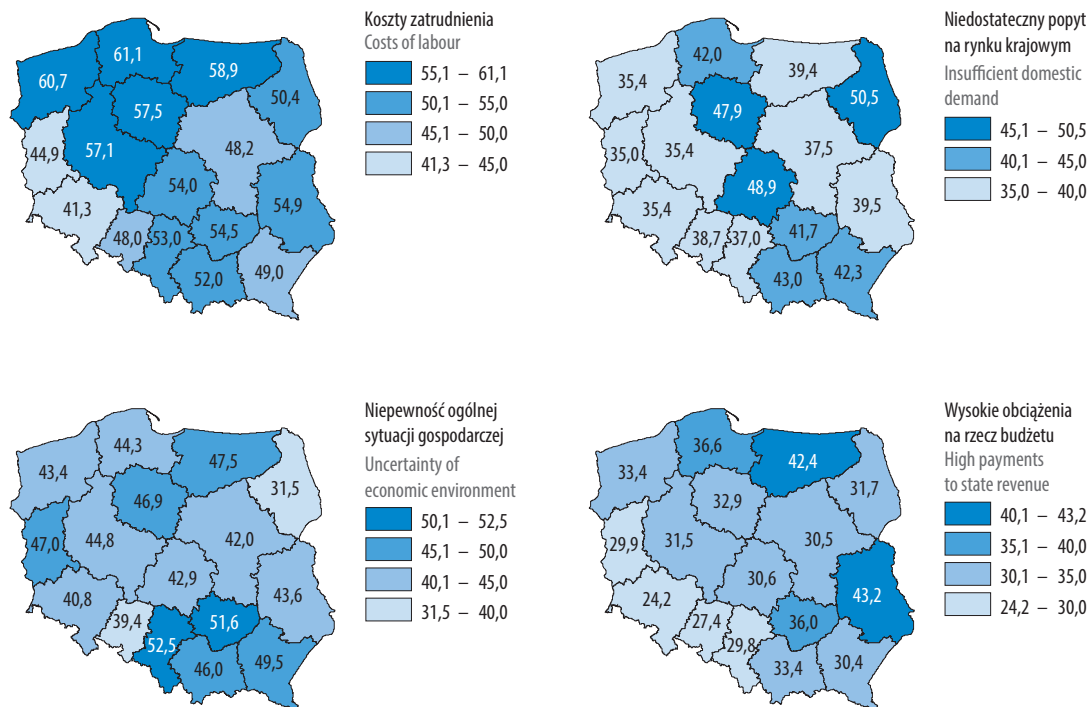 Koszty zatrudnienia
Costs of labour
55,1 – 61,1
50,1 – 55,0
45,1 – 50,0
41,3 – 45,0
60,7
61,1
58,9
50,4
57,5
57,1
48,2
44,9
54,0
54,9
41,3
48,0
53,0
54,5
52,0
49,0
Niedostateczny popyt
na rynku krajowym
Insufficient domestic
demand
45,1 – 50,5
40,1 – 45,0
35,0 – 40,0
35,4
42,0
39,4
50,5
47,9
35,0
35,4
37,5
48,9
39,5
35,4
38,7
37,0
41,7
43,0
42,3
Niepewność ogólnej
sytuacji gospodarczej
Uncertainty of
economic environment
50,1 – 52,5
45,1 – 50,0
40,1 – 45,0
31,5 – 40,0
43,4
44,3
47,5
31,5
46,9
47,0
44,8
42,0
42,9
43,6
40,8
39,4
52,5
51,6
46,0
49,5
Wysokie obciążenia
na rzecz budżetu
High payments
to state revenue
40,1 – 43,2
35,1 – 40,0
30,1 – 35,0
24,2 – 30,0
33,4
36,6
42,4
31,7
32,9
29,9
31,5
30,5
30,6
43,2
24,2
27,4
29,8
36,0
33,4
30,4